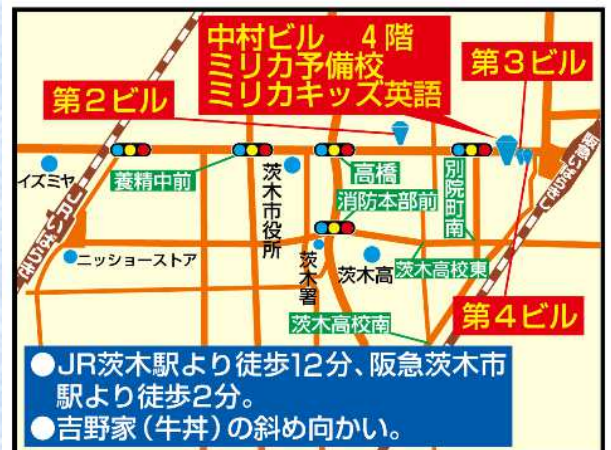 中村ビル 4階
ミリカ予備校
ミリカキッズ英語
第3ビル
第2ビル
イズミヤ
養精中前
茨木市役所
高橋
消防本部前
別院町南
阪急いばらきし
JRいばらき
ニッショーストア
茨木署
茨木高
茨木高校東
茨木高校南
第4ビル
●JR茨木駅より徒歩12分、阪急茨木市
駅より徒歩2分。
●吉野家(牛丼)の斜め向かい。